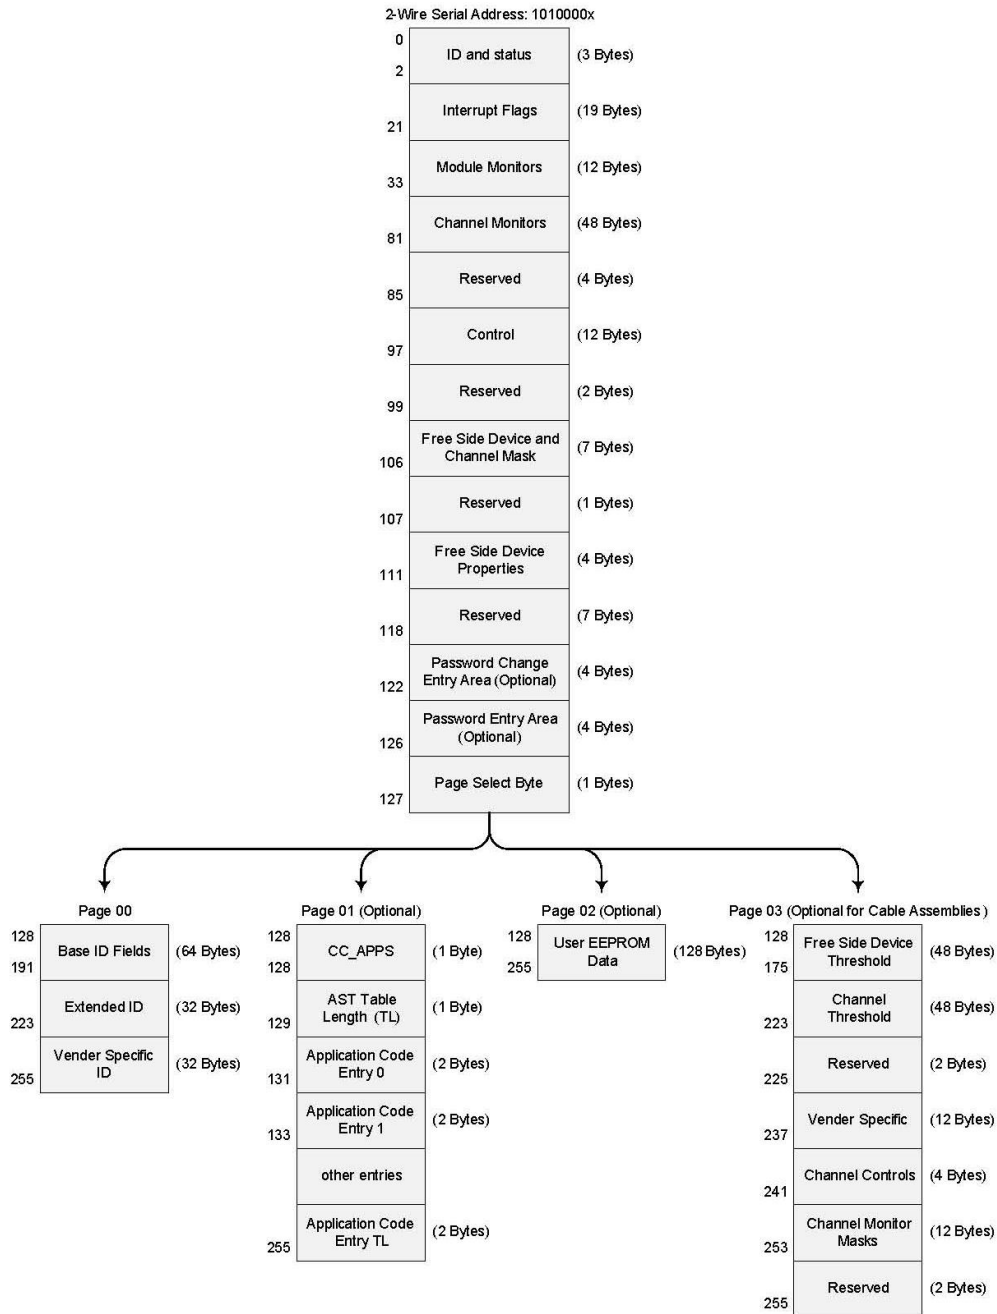 2-Wire Serial Address: 1010000x
0
ID and status
(3 Bytes)
2
Interrupt Flags
(19 Bytes)
21
Module Monitors
(12 Bytes)
33
Channel Monitors
(48 Bytes)
81
Reserved
(4 Bytes)
85
Control
(12 Bytes)
97
Reserved
(2 Bytes)
99
Free Side Device and
Channel Mask
(7 Bytes)
106
Reserved
(1 Bytes)
107
Free Side Device
Properties
(4 Bytes)
111
Reserved
(7 Bytes)
118
Password Change
Entry Area (Optional)
(4 Bytes)
122
Password Entry Area
(Optional)
(4 Bytes)
126
Page Select Byte
(1 Bytes)
127
Page 00
128
Base ID Fields
(64 Bytes)
191
Extended ID
(32 Bytes)
223
Vender Specific
ID
(32 Bytes)
255
Page 01 (Optional)
128
CC_APPS
(1 Byte)
128
AST Table
Length (TL)
(1 Byte)
129
Application Code
Entry 0
(2 Bytes)
131
Application Code
Entry 1
(2 Bytes)
133
other entries
Application Code
Entry TL
(2 Bytes)
255
Page 02 (Optional)
128
User EEPROM
Data
(128 Bytes)
255
Page 03 (Optional for Cable Assemblies )
128
Free Side Device
Threshold
(48 Bytes)
175
Channel
Threshold
(48 Bytes)
223
Reserved
(2 Bytes)
225
Vender Specific
(12 Bytes)
237
Channel Controls
(4 Bytes)
241
Channel Monitor
Masks
(12 Bytes)
253
Reserved
(2 Bytes)
255